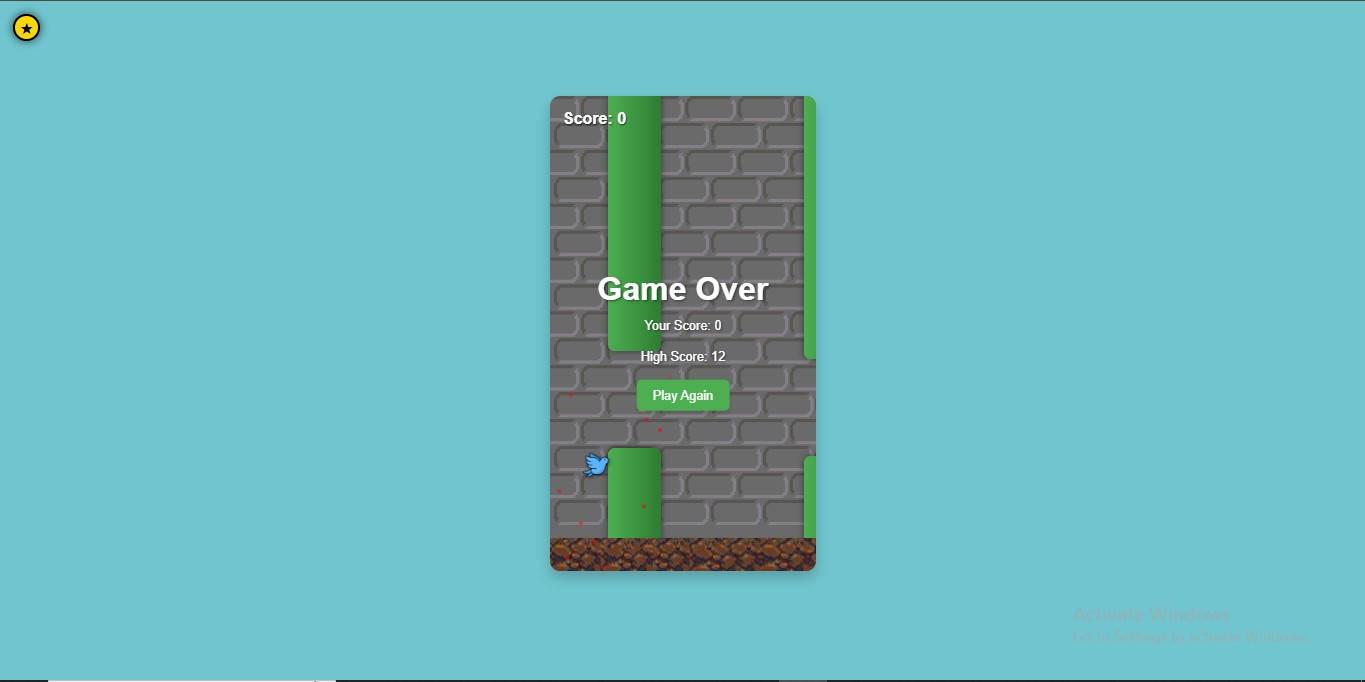 Score: 0
Game Over
Your Score: 0
High Score: 12
Play Again
Activate Windows
Go to Settings to activate Windows.